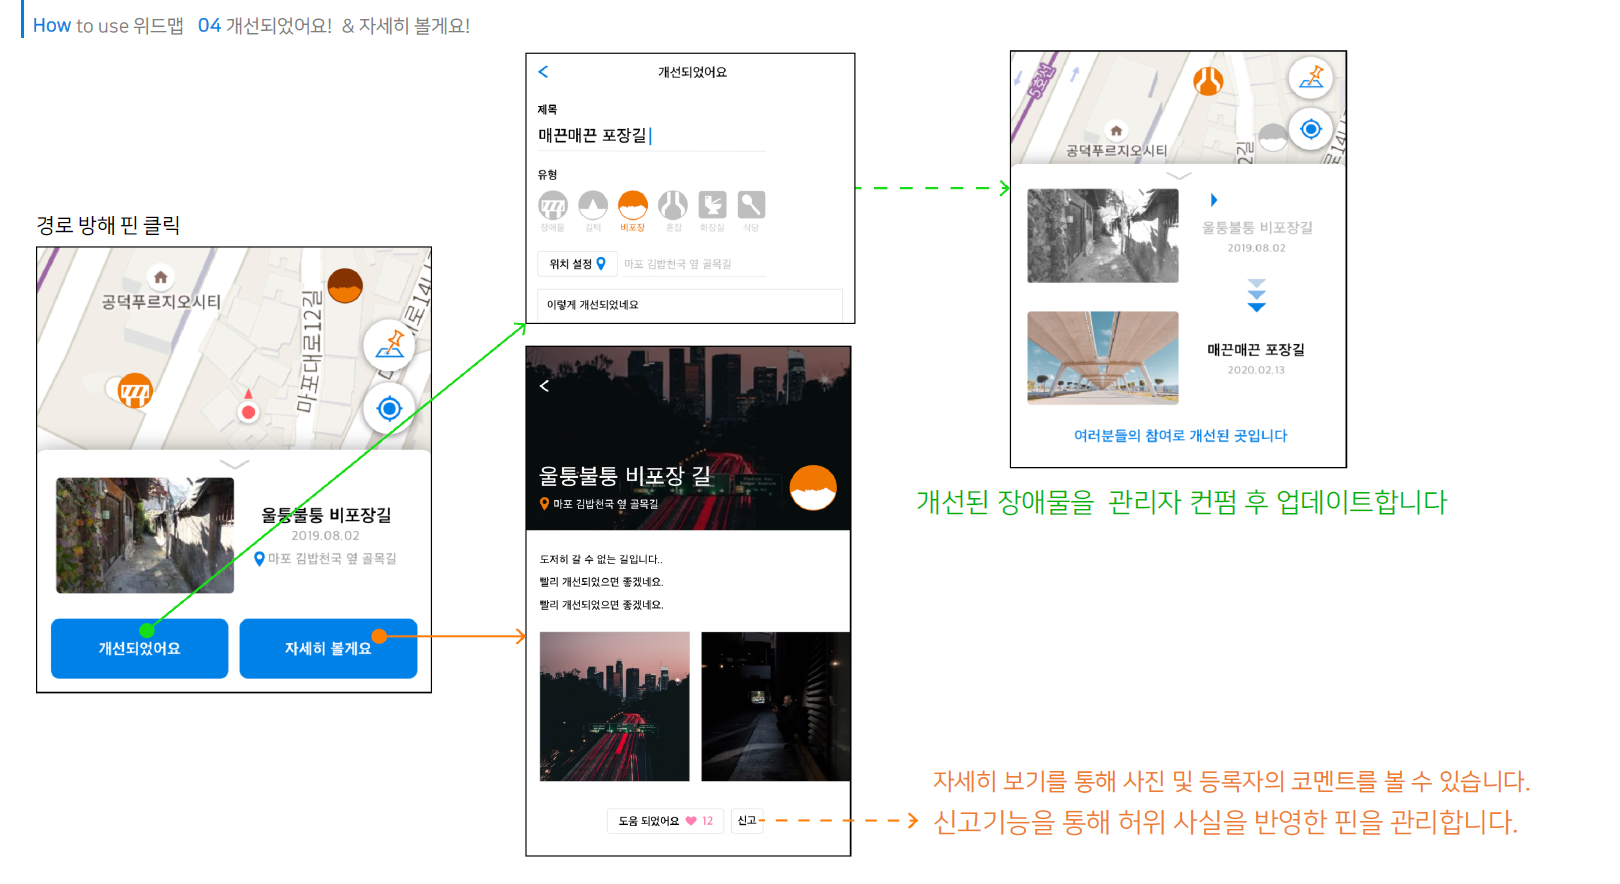 How to use 위드맵 04 개선되었어요! & 자세히 볼게요!
경로 방해 핀 클릭
공덕푸르지오시티
마포대로12길
로14
울퉁불퉁 비포장길
2019.08.02
마포 김밥천국 옆 골목길
개선되었어요
자세히 볼게요
개선되었어요
제목
매끈매끈 포장길
유형
장애물 길턱 비포장 혼잡 화장실 식당
위치 설정 마포 김밥천국 옆 골목길
이렇게 개선되었네요
울퉁불퉁 비포장 길
마포 김밥천국 옆 골목길
도저히 갈 수 없는 길입니다..
빨리 개선되었으면 좋겠네요.
빨리 개선되었으면 좋겠네요.
도움 되었어요 12
신고
5호선
공덕푸르지오시티
2길
로14
울퉁불퉁 비포장길
2019.08.02
매끈매끈 포장길
2020.02.13
여러분들의 참여로 개선된 곳입니다
개선된 장애물을 관리자 컨펌 후 업데이트합니다
자세히 보기를 통해 사진 및 등록자의 코멘트를 볼 수 있습니다.
신고기능을 통해 허위 사실을 반영한 핀을 관리합니다.